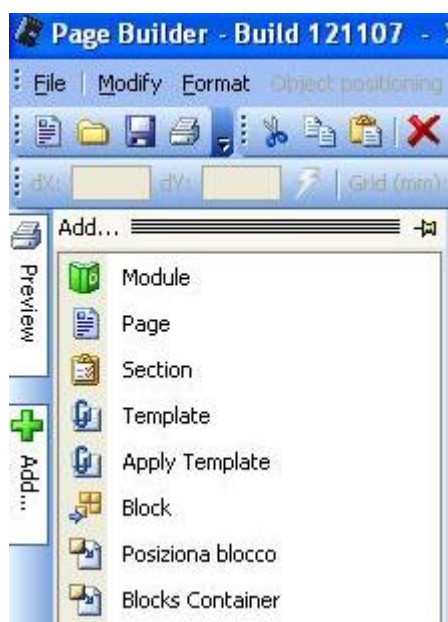 Page Builder - Build 121107 -
File Modify Format Object positioning
dX: dY: Grid (mm):
Add...
Preview
Module
Page
Section
Template
Add...
Apply Template
Block
Posiziona blocco
Blocks Container